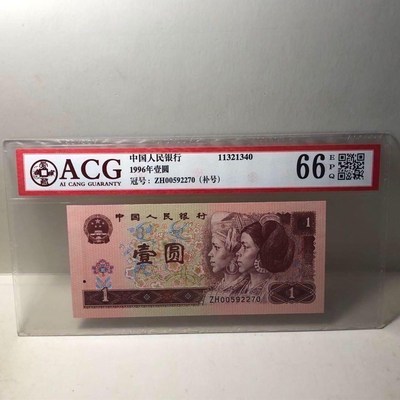 ACG
AI CANG GUARANTY
中国人民银行 11321340
1996年壹圆
冠号：ZH00592270（补号）
66 EPQ
中国人民银行
壹圆
1
1
1
ZH00592270